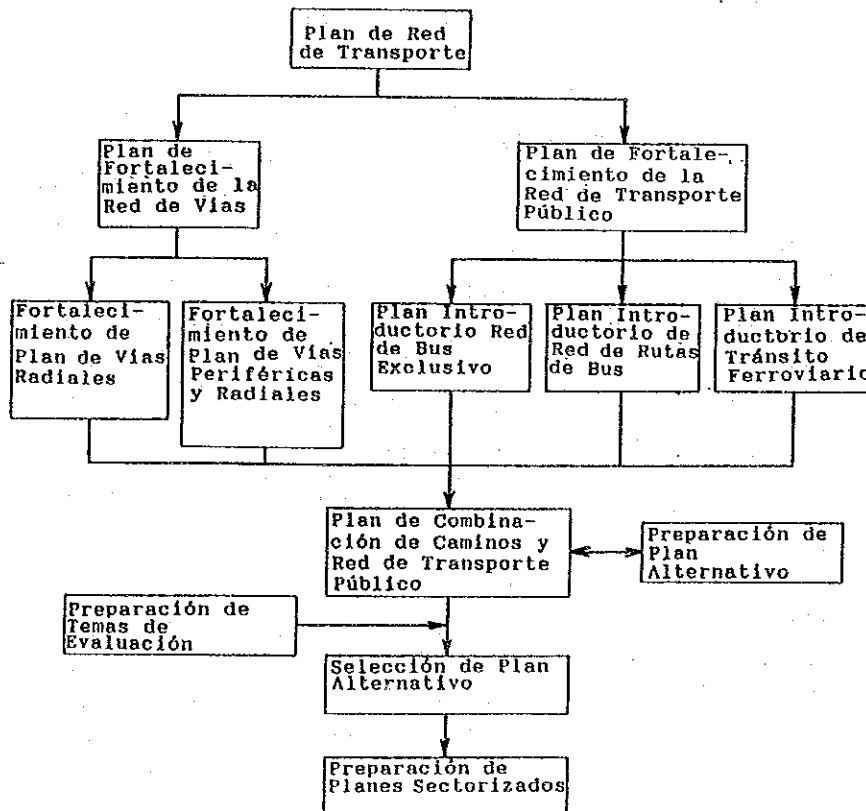 Plan de Red
de Transporte
Plan de
Fortaleci-
miento de la
Red de Vías
Plan de Fortale-
cimiento de la
Red de Transporte
Público
Fortaleci-
miento de
Plan de Vías
Radiales
Fortaleci-
miento de
Plan de Vías
Periféricas
y Radiales
Plan Intro-
ductorio Red
de Bus
Exclusivo
Plan Intro-
ductorio de
Red de Rutas
de Bus
Plan Intro-
ductorio de
Tránsito
Ferroviario
Plan de Combina-
ción de Caminos y
Red de Transporte
Público
Preparación de
Plan
Alternativo
Preparación de
Temas de
Evaluación
Selección de Plan
Alternativo
Preparación de
Planes Sectorizados